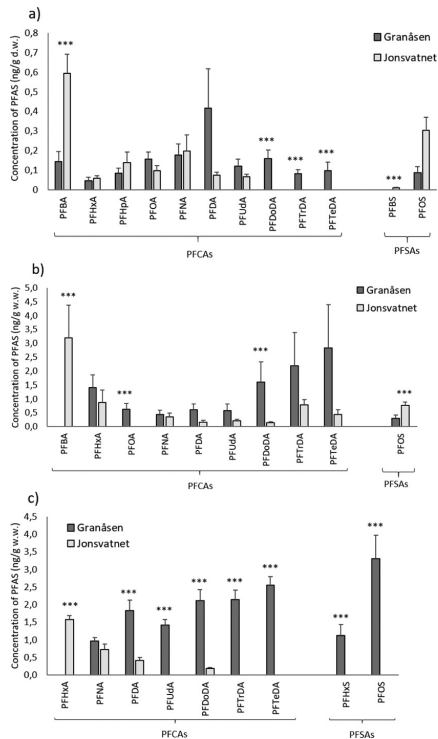 a)
Concentration of PFAS (ng/g d.w.)
0,8
0,7
0,6
0,5
0,4
0,3
0,2
0,1
0
***
***
***
***
***
Granåsen
Jonsvatnet
PFBA
PFHxA
PFHpA
PFOA
PFNA
PFDA
PFUdA
PFDoDA
PFTrDA
PFTeDA
PFBS
PFOS
PFCAs
PFSAs
b)
Concentration of PFAS (ng/g w.w.)
5,0
4,5
4,0
3,5
3,0
2,5
2,0
1,5
1,0
0,5
0,0
***
***
***
***
Granåsen
Jonsvatnet
PFBA
PFHxA
PFOA
PFNA
PFDA
PFUdA
PFDoDA
PFTrDA
PFTeDA
PFOS
PFCAs
PFSAs
c)
Concentration of PFAS (ng/g w.w.)
4,5
4,0
3,5
3,0
2,5
2,0
1,5
1,0
0,5
0,0
Granåsen
Jonsvatnet
***
***
***
***
***
***
***
***
PFHxA
PFNA
PFDA
PFUdA
PFDoDA
PFTrDA
PFTeDA
PFHxS
PFOS
PFCAs
PFSAs